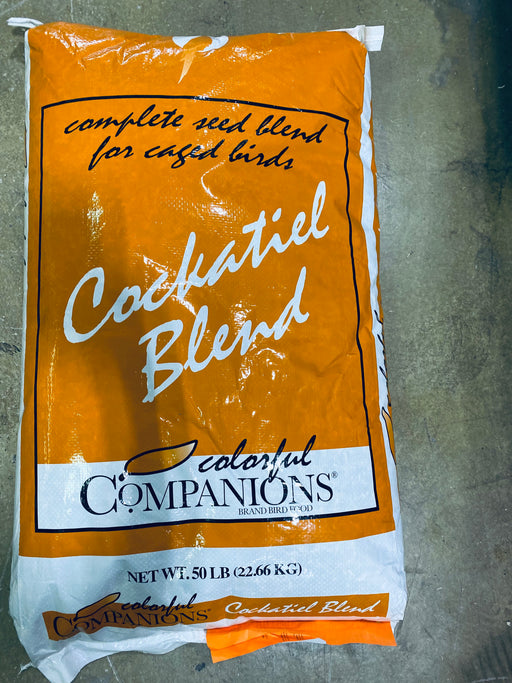 complete seed blend
for caged birds
Cockatiel
Blend
colorful
COMPANIONS®
BRAND BIRD FOOD
NET WT. 50 LB (22.66 KG)
colorful
COMPANIONS®
Cockatiel Blend